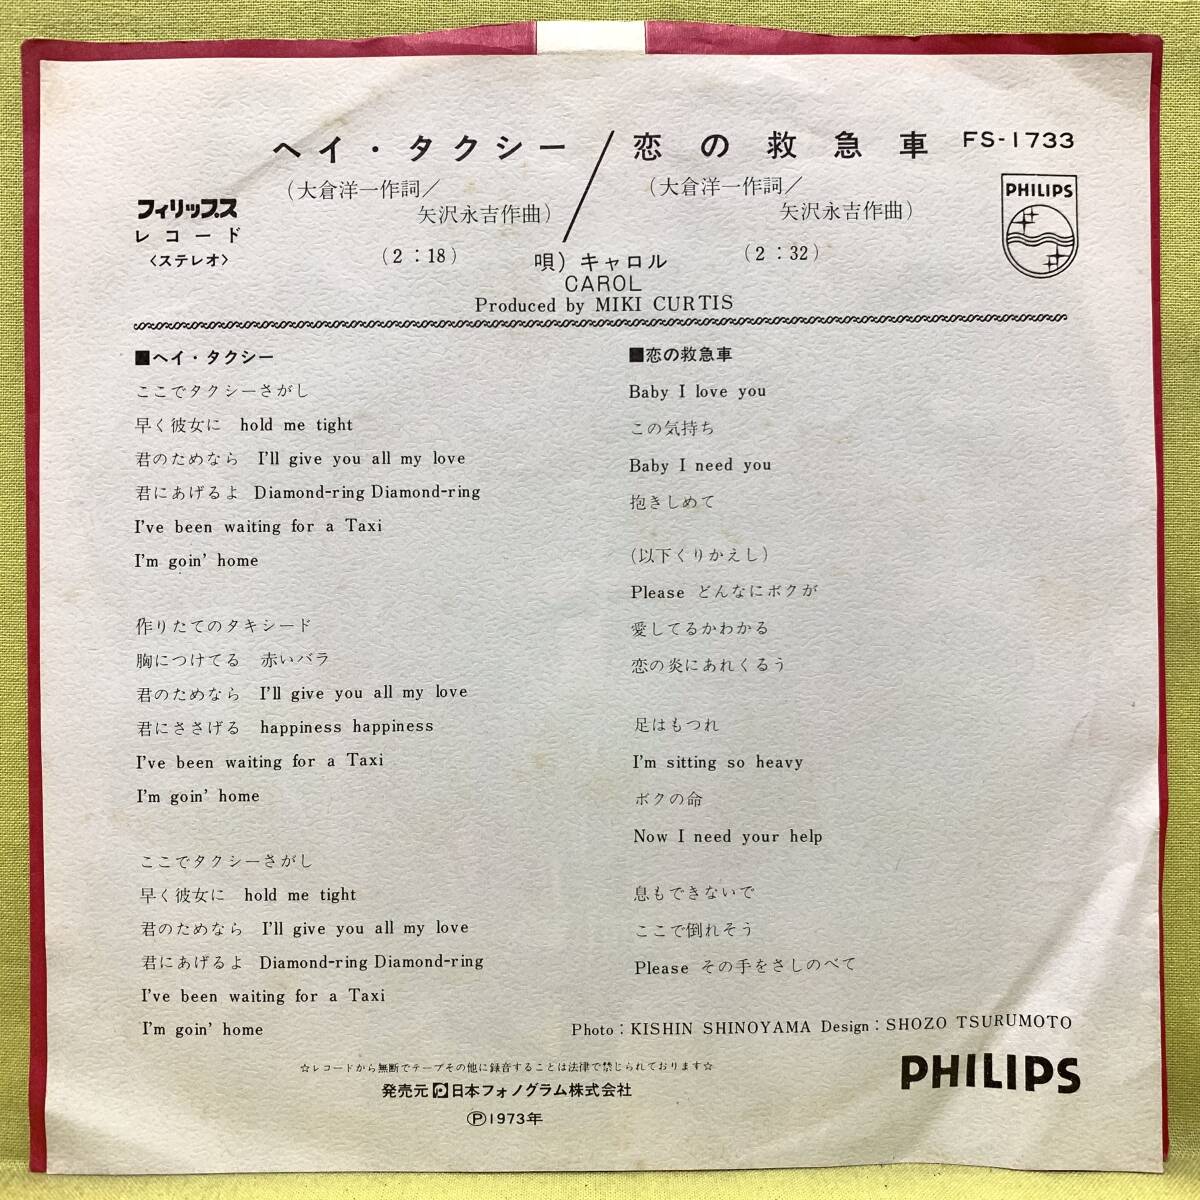 ヘイ・タクシー／恋の救急車 FS-1733
(大倉洋一作詞／
矢沢永吉作曲)
(2：18)
(大倉洋一作詞／
矢沢永吉作曲)
(2：32)
フィリップス
レコード
〈ステレオ〉
PHILIPS
唄) キャロル
CAROL
Produced by MIKI CURTIS
■ヘイ・タクシー
ここでタクシーさがし
早く彼女に hold me tight
君のためなら I'll give you all my love
君にあげるよ Diamond-ring Diamond-ring
I've been waiting for a Taxi
I'm goin' home
作りたてのタキシード
胸につけてる 赤いバラ
君のためなら I'll give you all my love
君にささげる happiness happiness
I've been waiting for a Taxi
I'm goin' home
ここでタクシーさがし
早く彼女に hold me tight
君のためなら I'll give you all my love
君にあげるよ Diamond-ring Diamond-ring
I've been waiting for a Taxi
I'm goin' home
■恋の救急車
Baby I love you
この気持ち
Baby I need you
抱きしめて
(以下くりかえし)
Please どんなにボクが
愛してるかわかる
恋の炎にあれくるう
足はもつれ
I'm sitting so heavy
ボクの命
Now I need your help
息もできないで
ここで倒れそう
Please その手をさしのべて
Photo：KISHIN SHINOYAMA Design：SHOZO TSURUMOTO
☆レコードから無断でテープその他に録音することは法律で禁じられております☆
発売元 日本フォノグラム株式会社
Ⓟ1973年
PHILIPS